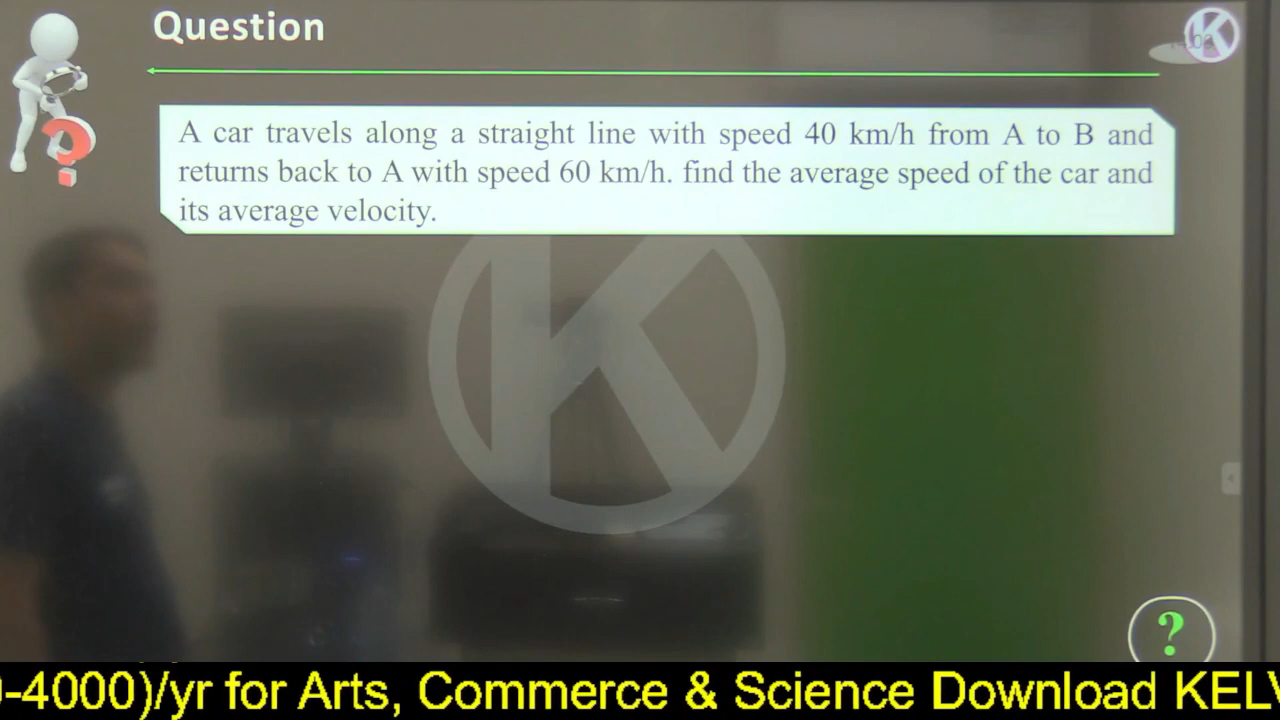 Question
A car travels along a straight line with speed 40 km/h from A to B and
returns back to A with speed 60 km/h. find the average speed of the car and
its average velocity.
K
?
0-4000)/yr for Arts, Commerce & Science Download KELV